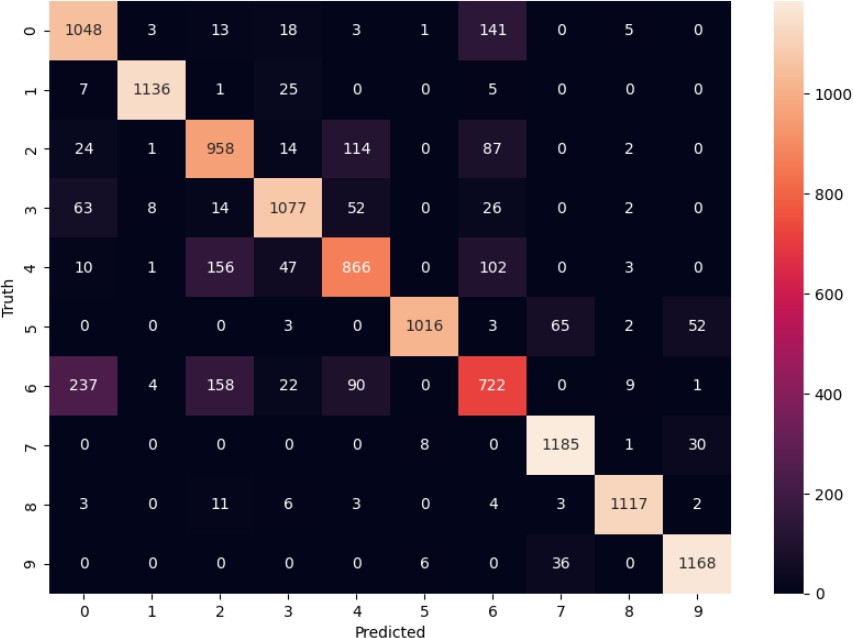 0 1048 3 13 18 3 1 141 0 5 0
1 7 1136 1 25 0 0 5 0 0 0
2 24 1 958 14 114 0 87 0 2 0
3 63 8 14 1077 52 0 26 0 2 0
4 10 1 156 47 866 0 102 0 3 0
5 0 0 0 3 0 1016 3 65 2 52
6 237 4 158 22 90 0 722 0 9 1
7 0 0 0 0 0 8 0 1185 1 30
8 3 0 11 6 3 0 4 3 1117 2
9 0 0 0 0 0 6 0 36 0 1168
0 1 2 3 4 5 6 7 8 9
Truth
Predicted
1000
800
600
400
200
0